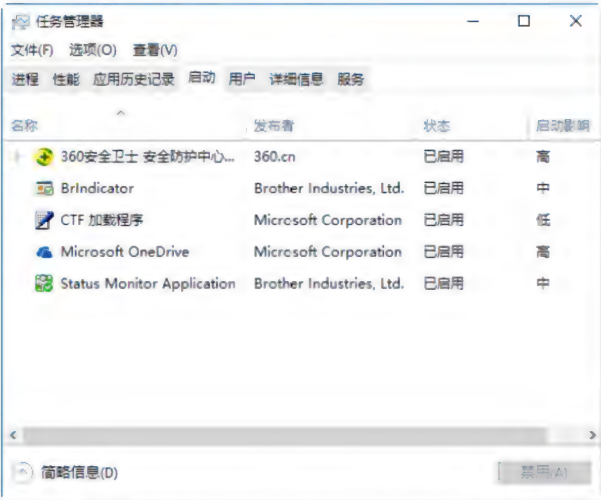 任务管理器
文件(F) 选项(O) 查看(V)
进程 性能 应用历史记录 启动 用户 详细信息 服务
名称 发布者 状态 启动影响
360安全卫士 安全防护中心... 360.cn 已启用 高
BrIndicator Brother Industries, Ltd. 已启用 中
CTF 加载程序 Microsoft Corporation 已启用 低
Microsoft OneDrive Microsoft Corporation 已启用 高
Status Monitor Application Brother Industries, Ltd. 已启用 中
简略信息(D) 禁用(A)